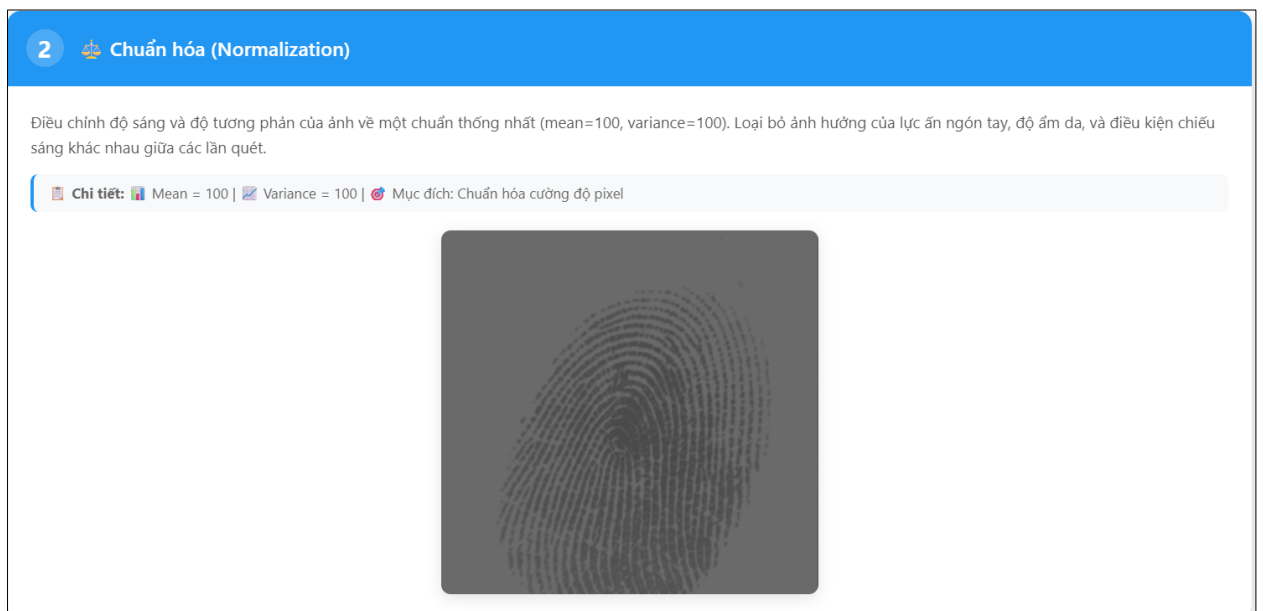 2 ⚖️ Chuẩn hóa (Normalization)
Điều chỉnh độ sáng và độ tương phản của ảnh về một chuẩn thống nhất (mean=100, variance=100). Loại bỏ ảnh hưởng của lực ấn ngón tay, độ ẩm da, và điều kiện chiếu
sáng khác nhau giữa các lần quét.
📋 Chi tiết: 📊 Mean = 100 | 📈 Variance = 100 | 🎯 Mục đích: Chuẩn hóa cường độ pixel